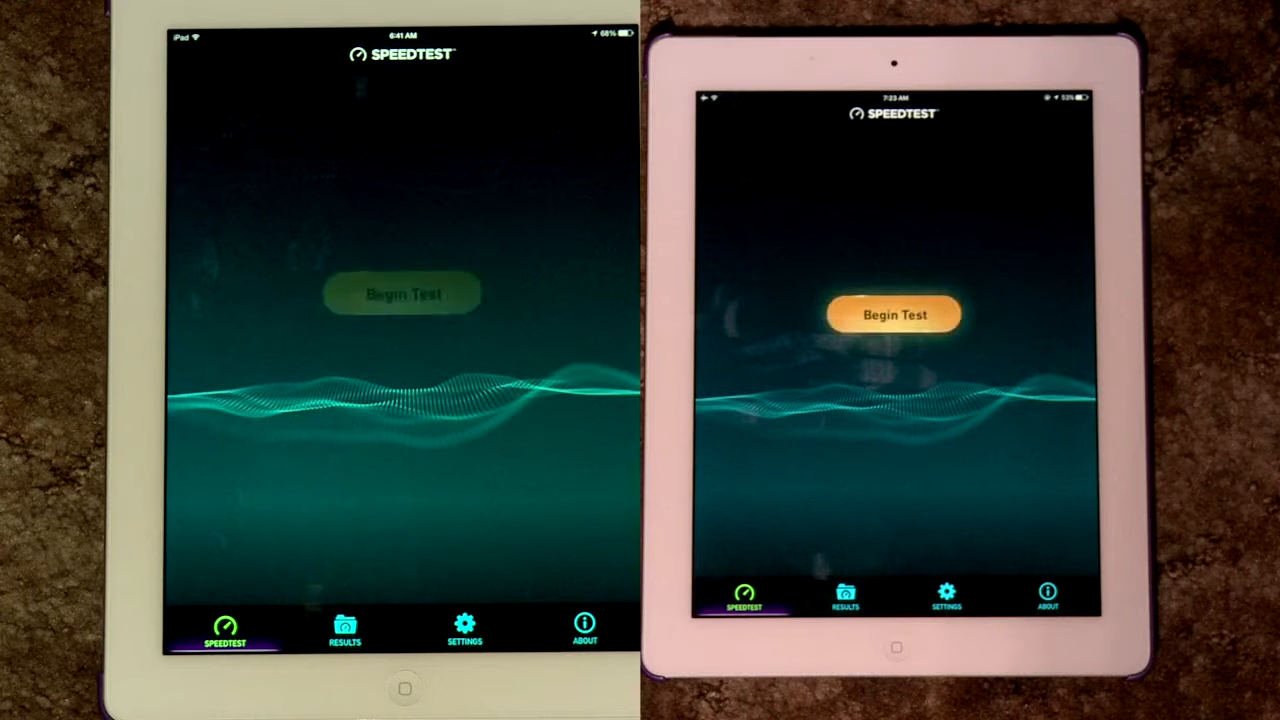 iPad 6:41 AM 68%
SPEEDTEST
Begin Test
SPEEDTEST RESULTS SETTINGS ABOUT
7:23 AM 53%
SPEEDTEST
Begin Test
SPEEDTEST RESULTS SETTINGS ABOUT